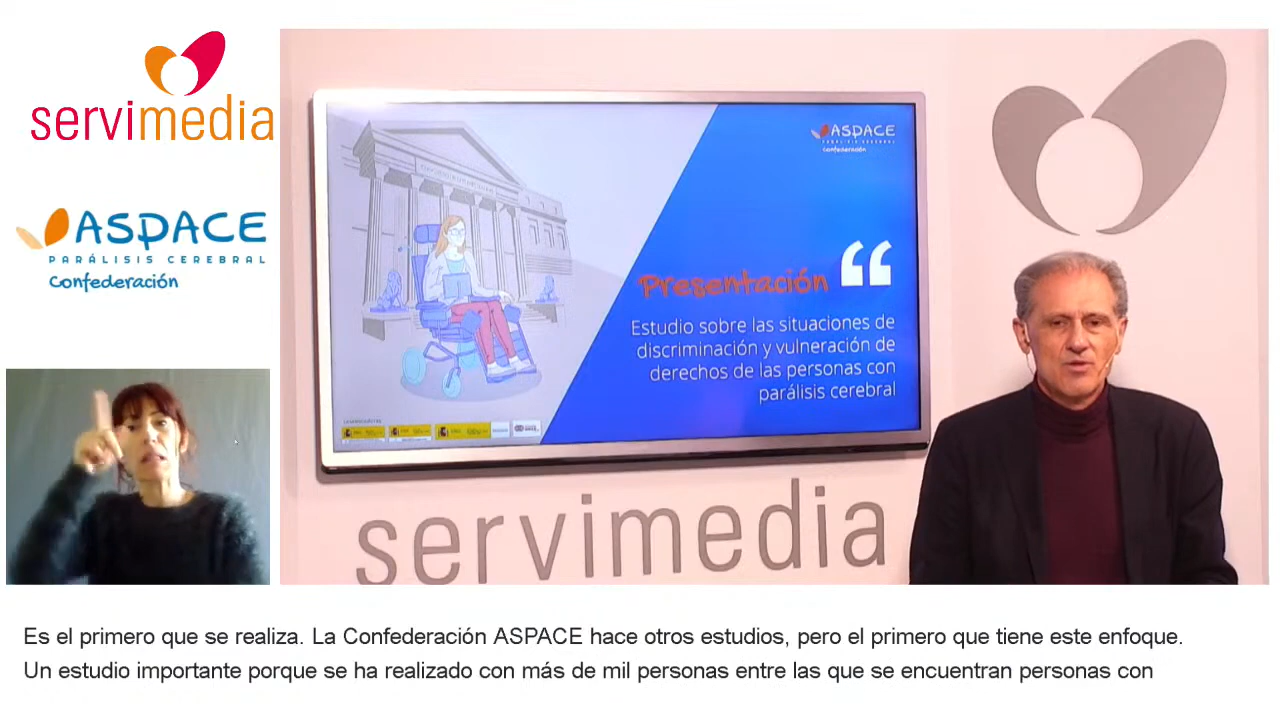 servimedia
ASPACE
PARÁLISIS CEREBRAL
Confederación
ASPACE
PARÁLISIS CEREBRAL
Confederación
Presentación
Estudio sobre las situaciones de
discriminación y vulneración de
derechos de las personas con
parálisis cerebral
servimedia
Es el primero que se realiza. La Confederación ASPACE hace otros estudios, pero el primero que tiene este enfoque.
Un estudio importante porque se ha realizado con más de mil personas entre las que se encuentran personas con